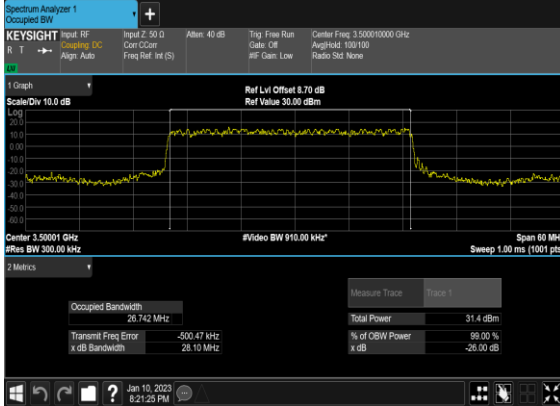 Spectrum Analyzer 1
Occupied BW
+
KEYSIGHT Input: RF Input Z: 50 Ω Atten: 40 dB Trig: Free Run Center Freq: 3.500010000 GHz
R T Coupling: DC Corr CCorr Gate: Off Avg|Hold: 100/100
Align: Auto Freq Ref: Int (S) #IF Gain: Low Radio Std: None
LXI
1 Graph
Ref Lvl Offset 8.70 dB
Scale/Div 10.0 dB Ref Value 30.00 dBm
Log
20.0
10.0
0.00
-10.0
-20.0
-30.0
-40.0
-50.0
-60.0
Center 3.50001 GHz #Video BW 910.00 kHz* Span 60 MH
#Res BW 300.00 kHz Sweep 1.00 ms (1001 pts
2 Metrics
Measure Trace Trace 1
Occupied Bandwidth
26.742 MHz Total Power 31.4 dBm
Transmit Freq Error -500.47 kHz % of OBW Power 99.00 %
x dB Bandwidth 28.10 MHz x dB -26.00 dB
? Jan 10, 2023
8:21:25 PM